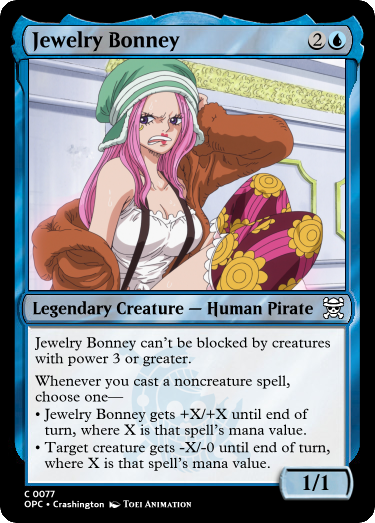 Jewelry Bonney 2
Legendary Creature — Human Pirate
Jewelry Bonney can't be blocked by creatures
with power 3 or greater.
Whenever you cast a noncreature spell,
choose one—
• Jewelry Bonney gets +X/+X until end of
turn, where X is that spell's mana value.
• Target creature gets -X/-0 until end of turn,
where X is that spell's mana value.
1/1
C 0077
OPC • Crashington Toei Animation